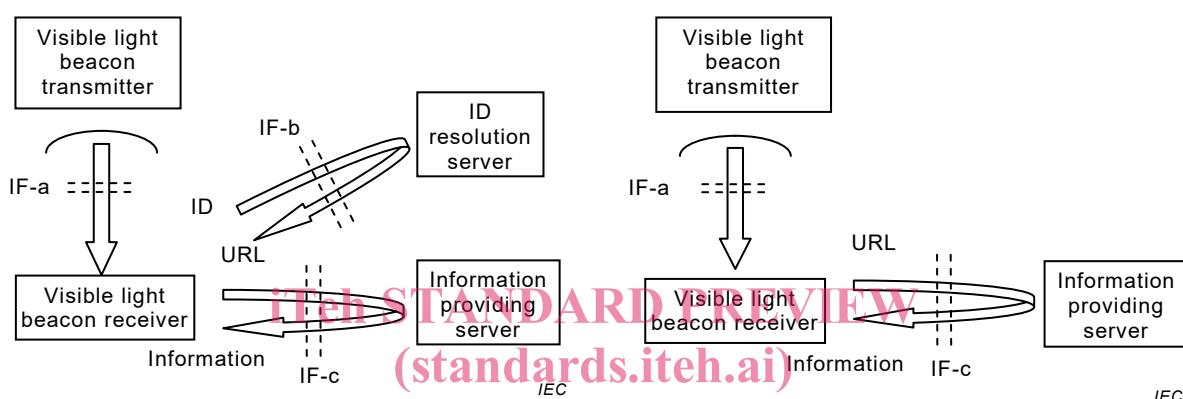 Visible light
beacon
transmitter
IF-a
IF-b
ID
resolution
server
ID
URL
Visible light
beacon receiver
Information
providing
server
Information
IF-c
IEC
Visible light
beacon
transmitter
IF-a
URL
Visible light
beacon receiver
Information
providing
server
Information
IF-c
IEC
iTeh STANDARD PREVIEW
(standards.iteh.ai)